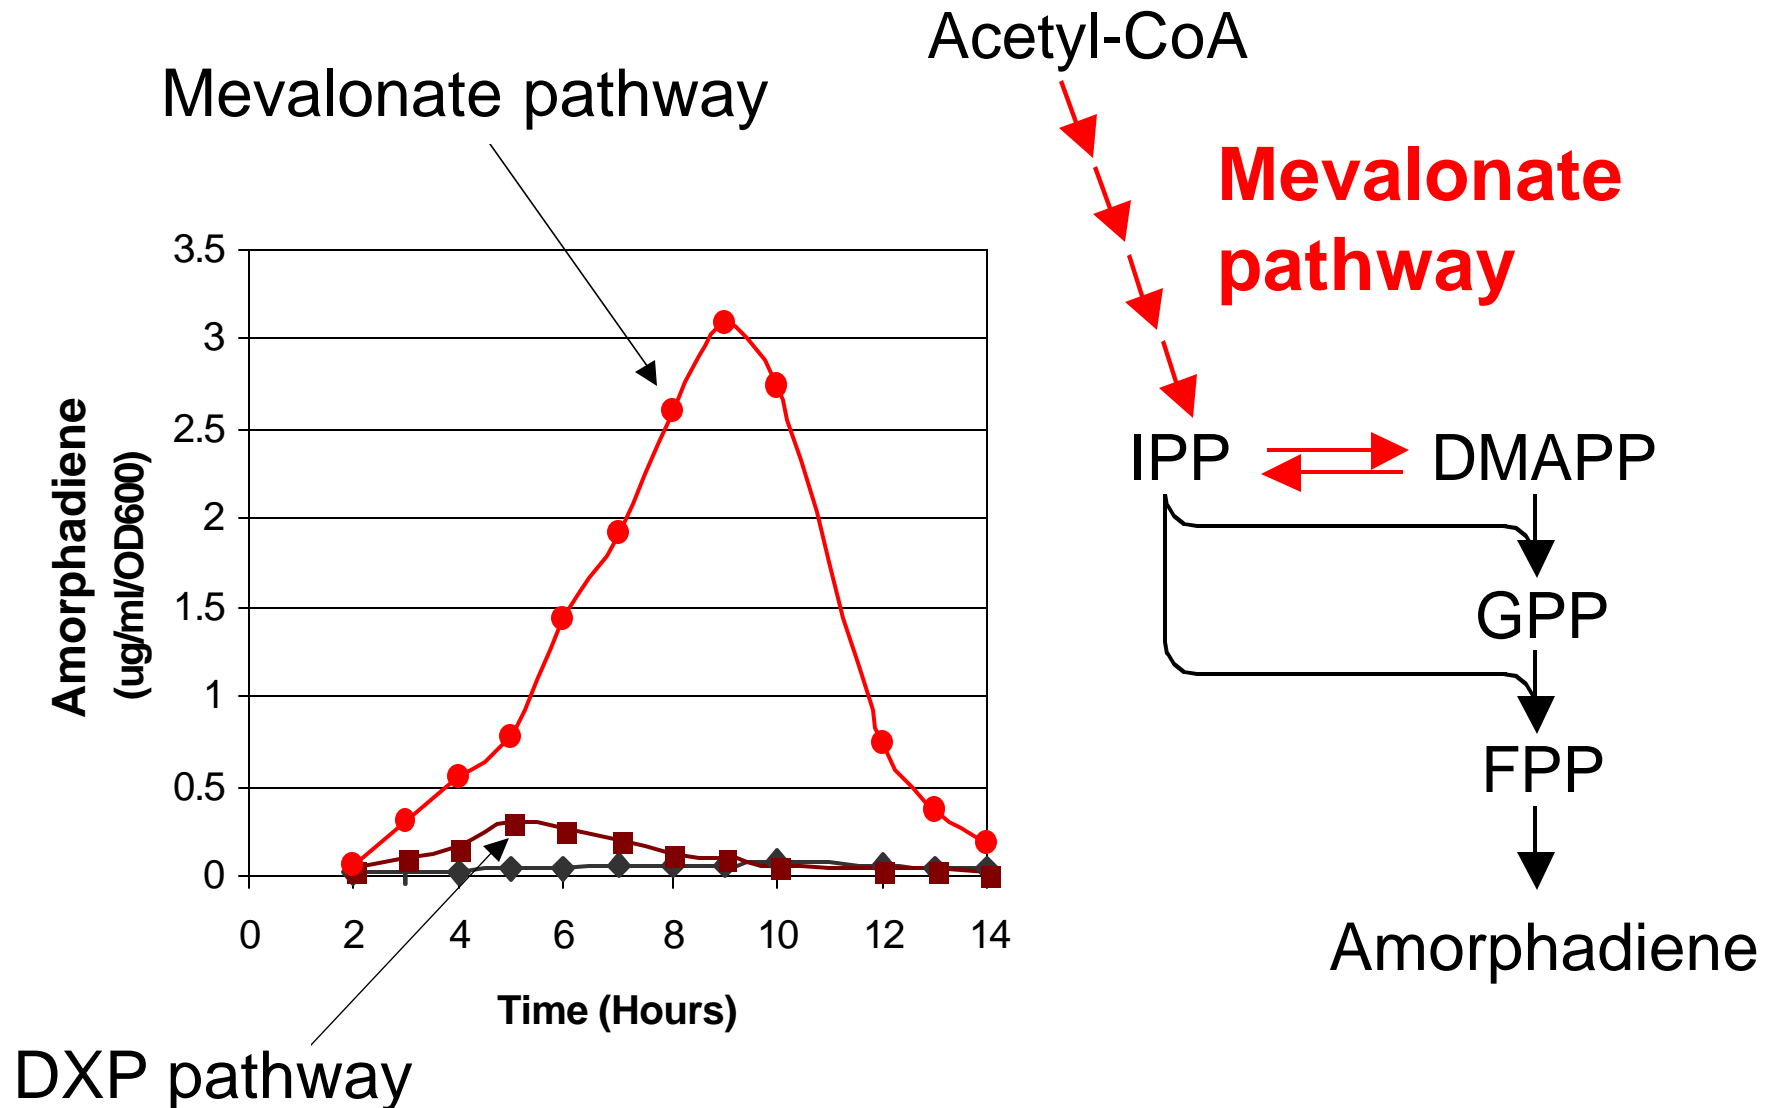 Acetyl-CoA
Mevalonate pathway
Mevalonate
pathway
3.5
3
2.5
2
1.5
1
0.5
0
Amorphadiene
(ug/ml/OD600)
0 2 4 6 8 10 12 14
Time (Hours)
DXP pathway
IPP DMAPP
GPP
FPP
Amorphadiene